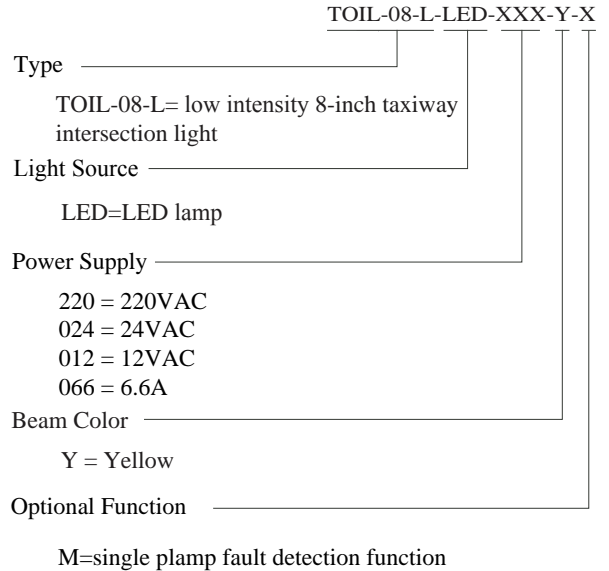 TOIL-08-L-LED-XXX-Y-X
Type
TOIL-08-L= low intensity 8-inch taxiway
intersection light
Light Source
LED=LED lamp
Power Supply
220 = 220VAC
024 = 24VAC
012 = 12VAC
066 = 6.6A
Beam Color
Y = Yellow
Optional Function
M=single plamp fault detection function